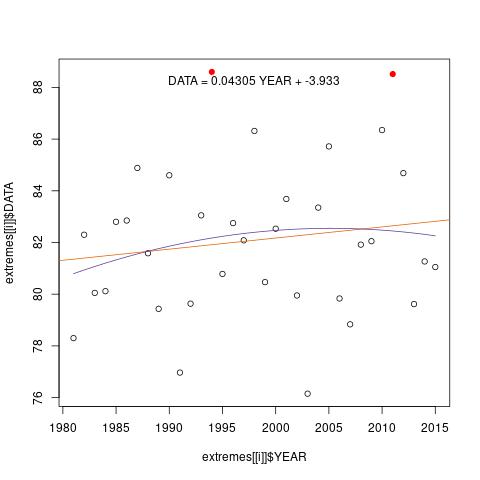 DATA = 0.04305 YEAR + -3.933
88
86
84
82
80
78
76
extremes[[i]]$DATA
1980 1985 1990 1995 2000 2005 2010 2015
extremes[[i]]$YEAR